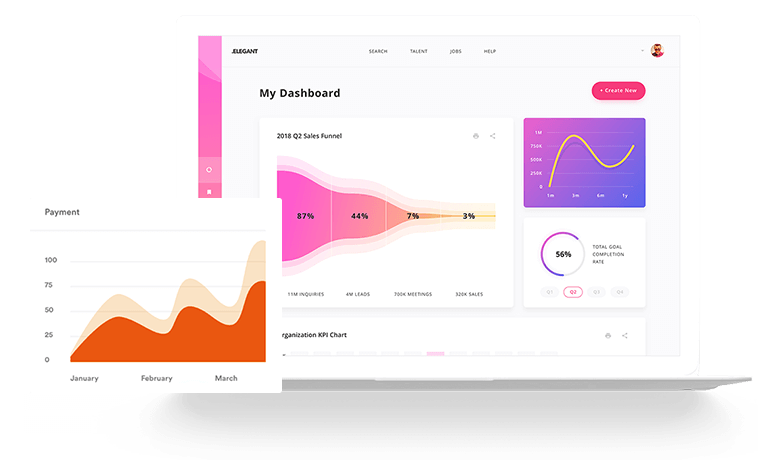 .ELEGANT
SEARCH TALENT JOBS HELP
My Dashboard
+ Create New
2018 Q2 Sales Funnel
87% 44% 7% 3%
11M INQUIRIES 4M LEADS 700K MEETINGS 320K SALES
1M
750K
500K
250K
0
1m 3m 6m 1y
56%
TOTAL GOAL
COMPLETION
RATE
Q1 Q2 Q3 Q4
rganization KPI Chart
Payment
100
75
50
25
0
January February March